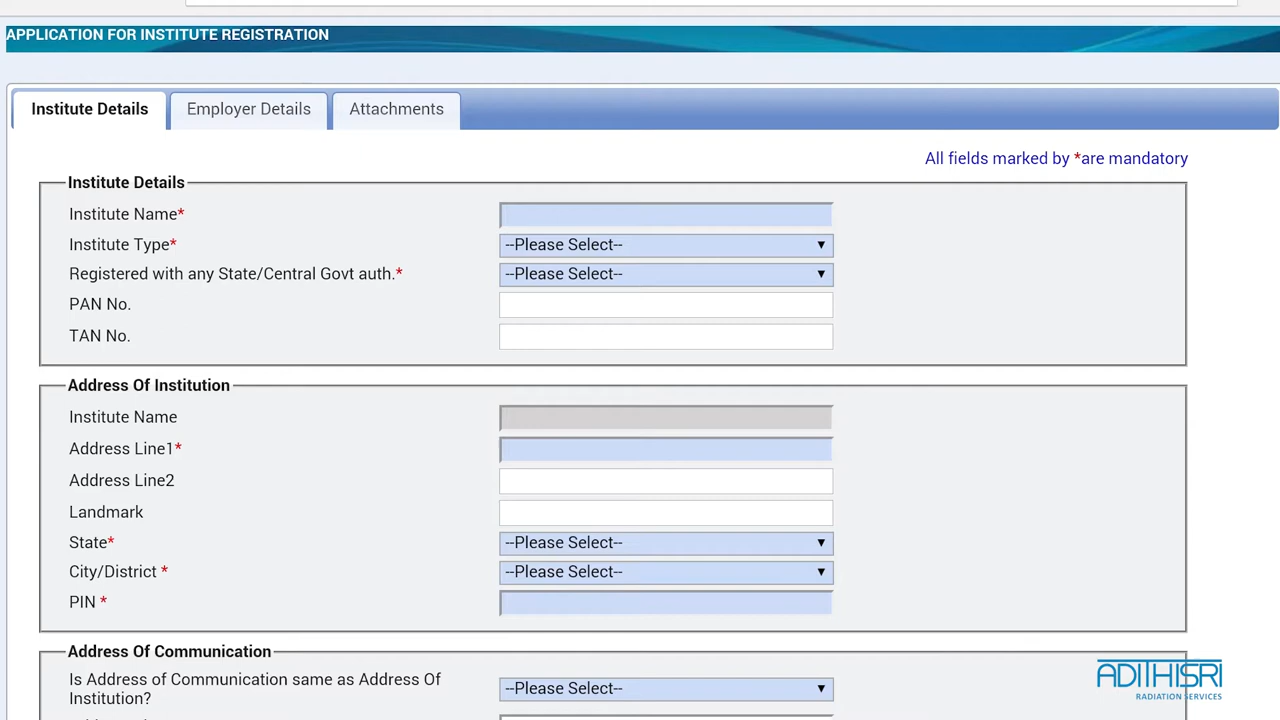 APPLICATION FOR INSTITUTE REGISTRATION
Institute Details
Employer Details
Attachments
All fields marked by *are mandatory
Institute Details
Institute Name*
Institute Type* --Please Select--
Registered with any State/Central Govt auth.* --Please Select--
PAN No.
TAN No.
Address Of Institution
Institute Name
Address Line1*
Address Line2
Landmark
State* --Please Select--
City/District * --Please Select--
PIN *
Address Of Communication
Is Address of Communication same as Address Of
Institution?
--Please Select--
ADITHISRI
RADIATION SERVICES